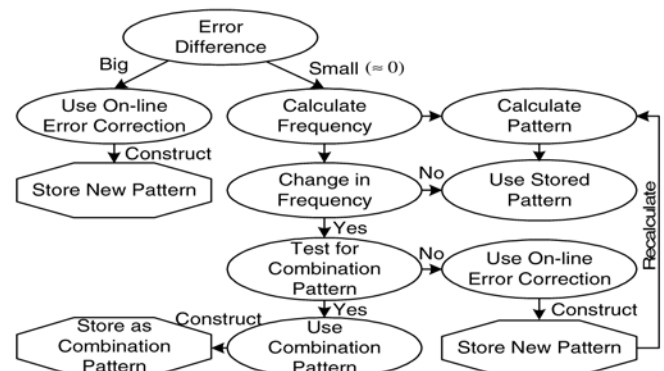 Error
Difference
Big
Small (≈ 0)
Use On-line
Error Correction
Calculate
Frequency
Calculate
Pattern
Construct
Store New Pattern
Change in
Frequency
No
Use Stored
Pattern
Recalculate
Yes
Test for
Combination
Pattern
No
Use On-line
Error Correction
Yes
Construct
Store as
Combination
Pattern
Construct
Use
Combination
Pattern
Store New Pattern